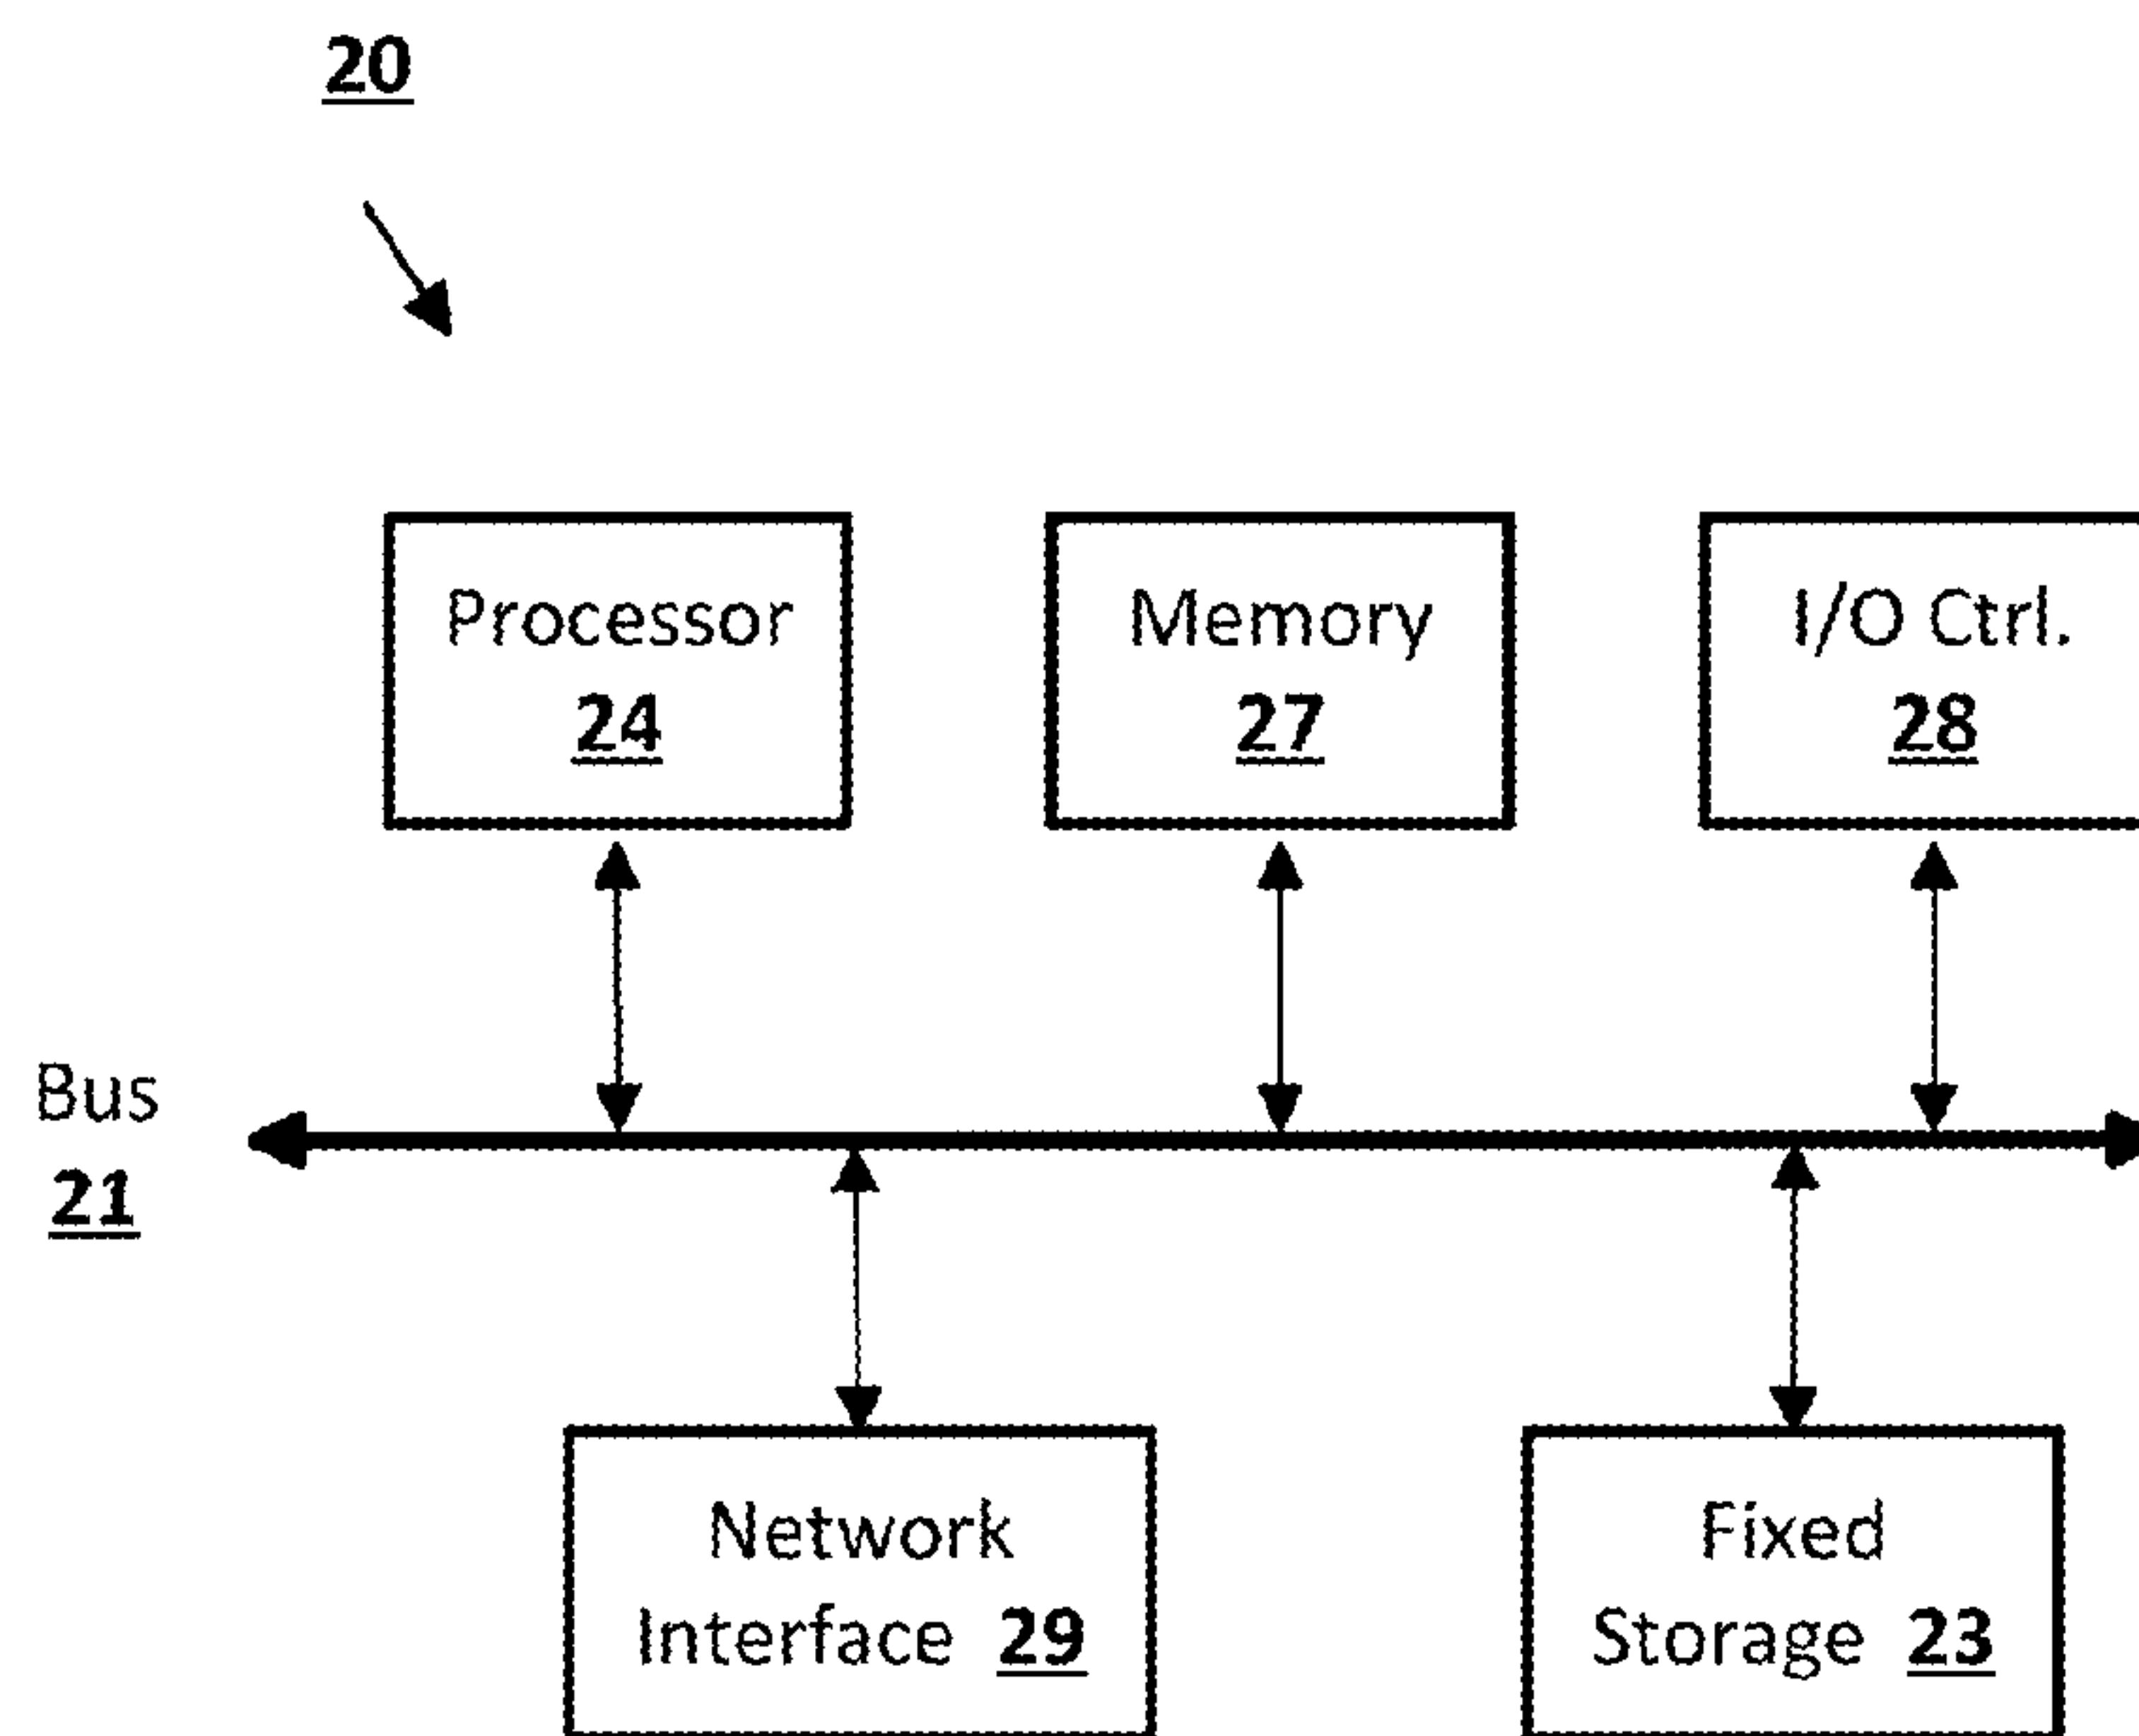 20
Processor
24
Memory
27
I/O Ctrl.
28
Bus
21
Network
Interface 29
Fixed
Storage 23